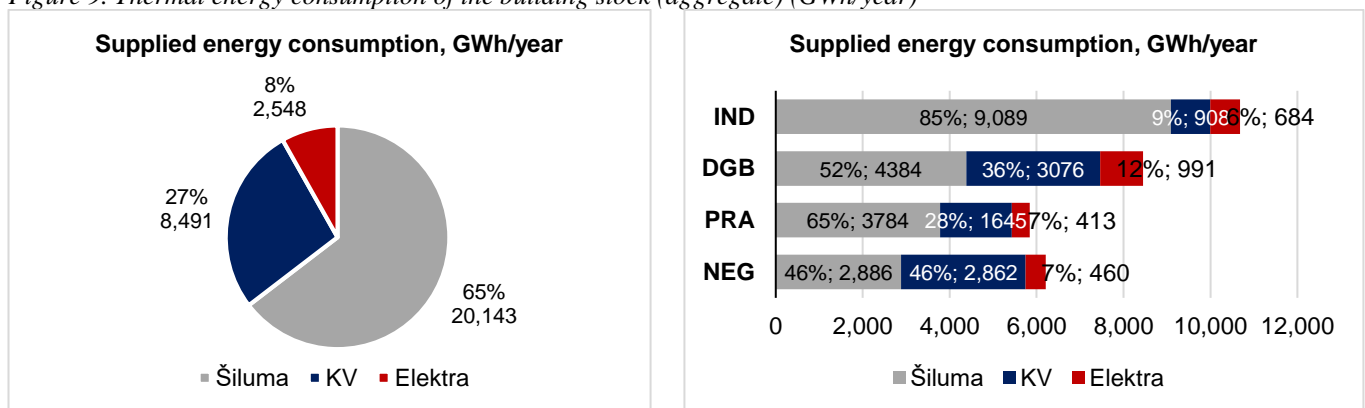 Figure 9. Thermal energy consumption of the building stock (aggregate) (GWh/year)
Supplied energy consumption, GWh/year
8%
2,548
27%
8,491
65%
20,143
Šiluma KV Elektra
Supplied energy consumption, GWh/year
IND 85%; 9,089 9%; 908 6%; 684
DGB 52%; 4384 36%; 3076 12%; 991
PRA 65%; 3784 28%; 1645 7%; 413
NEG 46%; 2,886 46%; 2,862 7%; 460
0 2,000 4,000 6,000 8,000 10,000 12,000
Šiluma KV Elektra